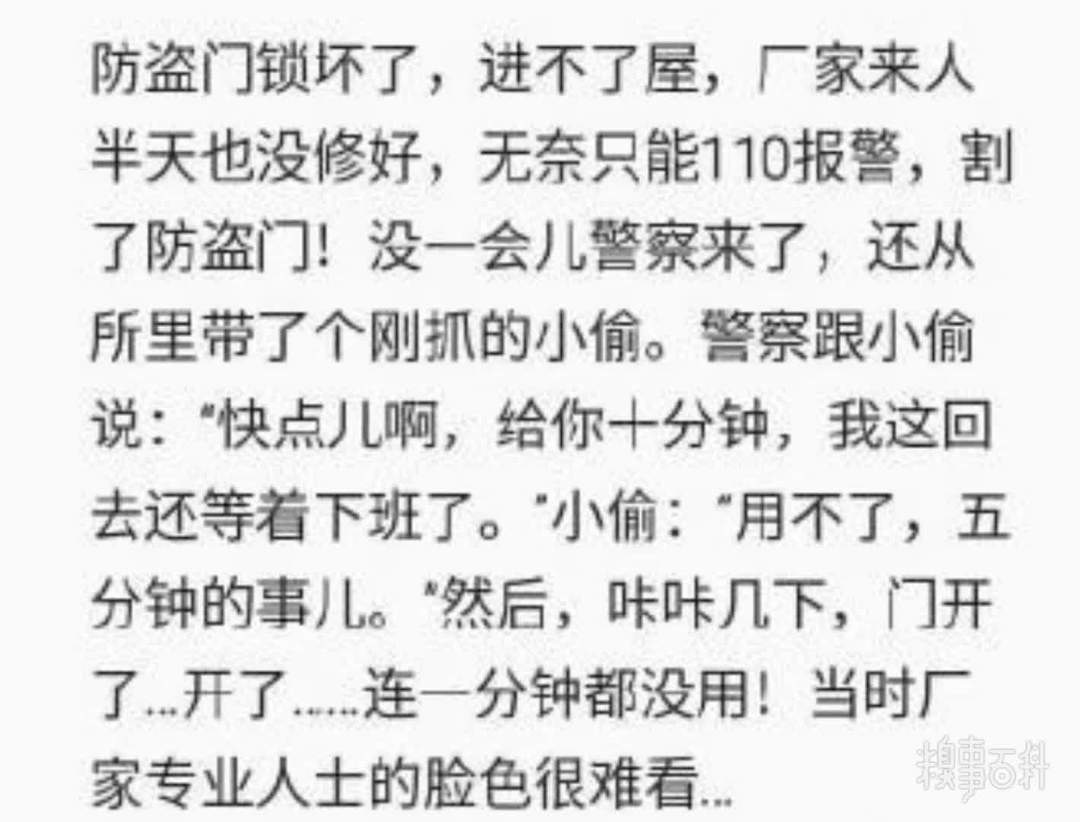 防盗门锁坏了，进不了屋，厂家来人
半天也没修好，无奈只能110报警，割
了防盗门！没一会儿警察来了，还从
所里带了个刚抓的小偷。警察跟小偷
说："快点儿啊，给你十分钟，我这回
去还等着下班了。"小偷："用不了，五
分钟的事儿。"然后，咔咔几下，门开
了...开了......连一分钟都没用！当时厂
家专业人士的脸色很难看...
糗事百科